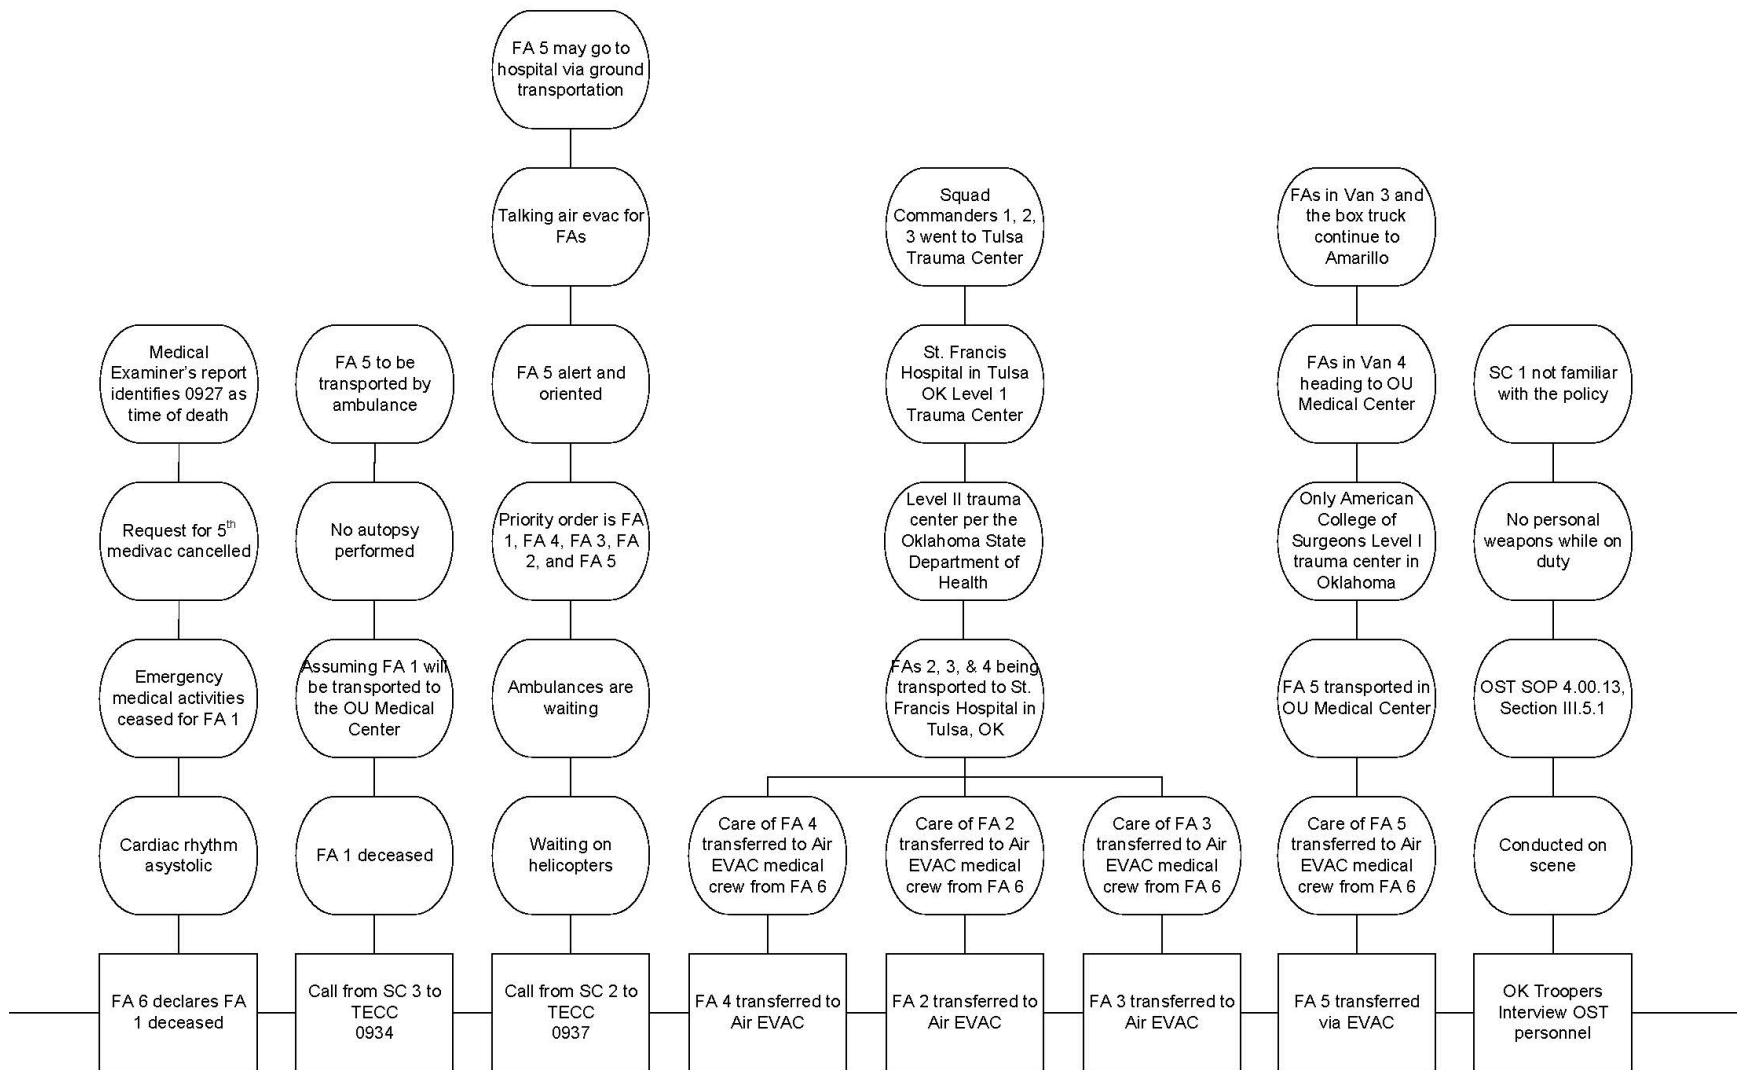 FA 5 may go to
hospital via ground
transportation
Talking air evac for
FAs
Squad
Commanders 1, 2,
3 went to Tulsa
Trauma Center
FAs in Van 3 and
the box truck
continue to
Amarillo
Medical
Examiner's report
identifies 0927 as
time of death
FA 5 to be
transported by
ambulance
FA 5 alert and
oriented
St. Francis
Hospital in Tulsa
OK Level 1
Trauma Center
FAs in Van 4
heading to OU
Medical Center
SC 1 not familiar
with the policy
Request for 5th
medivac cancelled
No autopsy
performed
Priority order is FA
1, FA 4, FA 3, FA
2, and FA 5
Level II trauma
center per the
Oklahoma State
Department of
Health
Only American
College of
Surgeons Level I
trauma center in
Oklahoma
No personal
weapons while on
duty
Emergency
medical activities
ceased for FA 1
Assuming FA 1 will
be transported to
the OU Medical
Center
Ambulances are
waiting
FAs 2, 3, & 4 being
transported to St.
Francis Hospital in
Tulsa, OK
FA 5 transported in
OU Medical Center
OST SOP 4.00.13,
Section III.5.1
Cardiac rhythm
asystolic
FA 1 deceased
Waiting on
helicopters
Care of FA 4
transferred to Air
EVAC medical
crew from FA 6
Care of FA 2
transferred to Air
EVAC medical
crew from FA 6
Care of FA 3
transferred to Air
EVAC medical
crew from FA 6
Care of FA 5
transferred to Air
EVAC medical
crew from FA 6
Conducted on
scene
FA 6 declares FA
1 deceased
Call from SC 3 to
TECC
0934
Call from SC 2 to
TECC
0937
FA 4 transferred to
Air EVAC
FA 2 transferred to
Air EVAC
FA 3 transferred to
Air EVAC
FA 5 transferred
via EVAC
OK Troopers
Interview OST
personnel